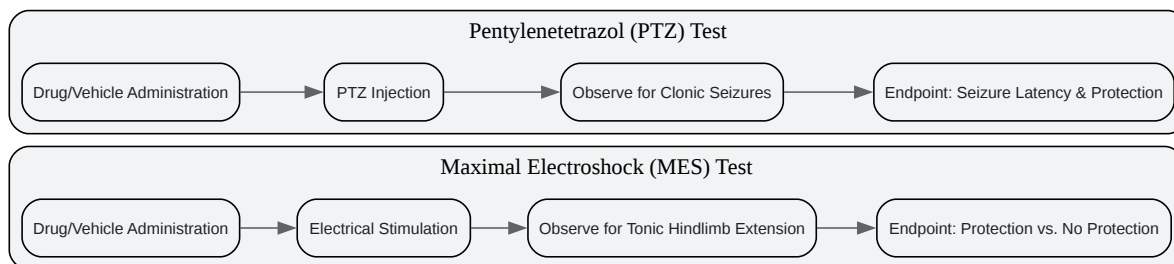 Pentylenetetrazol (PTZ) Test
Drug/Vehicle Administration
PTZ Injection
Observe for Clonic Seizures
Endpoint: Seizure Latency & Protection
Maximal Electroshock (MES) Test
Drug/Vehicle Administration
Electrical Stimulation
Observe for Tonic Hindlimb Extension
Endpoint: Protection vs. No Protection